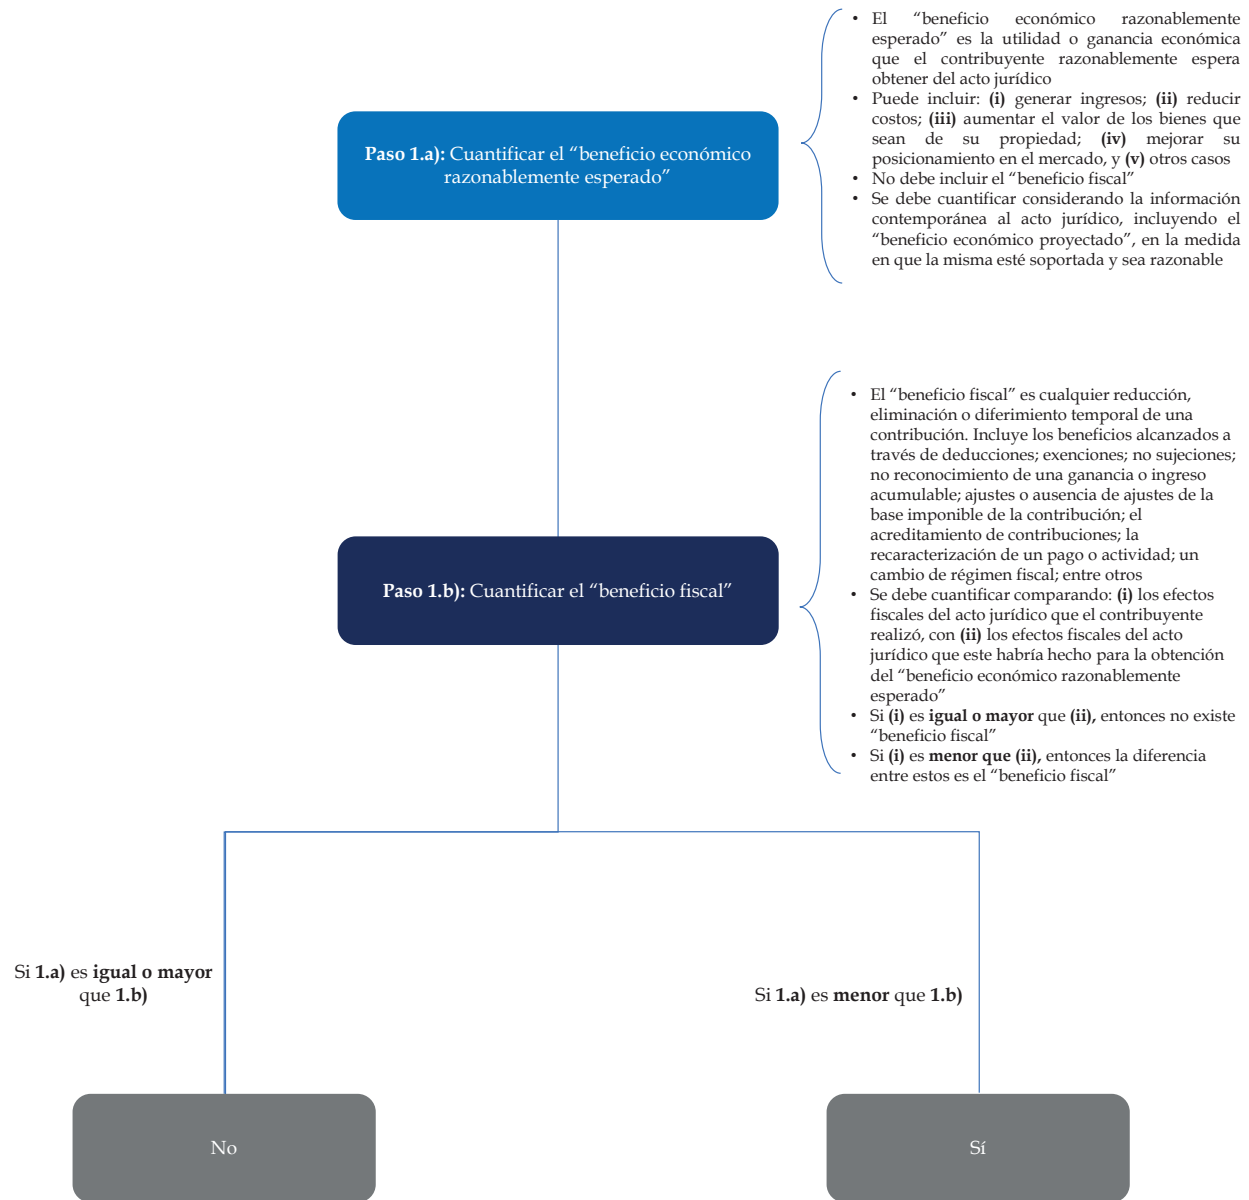 • El “beneficio económico razonablemente
esperado” es la utilidad o ganancia económica
que el contribuyente razonablemente espera
obtener del acto jurídico
• Puede incluir: (i) generar ingresos; (ii) reducir
costos; (iii) aumentar el valor de los bienes que
sean de su propiedad; (iv) mejorar su
posicionamiento en el mercado, y (v) otros casos
• No debe incluir el “beneficio fiscal”
• Se debe cuantificar considerando la información
contemporánea al acto jurídico, incluyendo el
“beneficio económico proyectado”, en la medida
en que la misma esté soportada y sea razonable
Paso 1.a): Cuantificar el “beneficio económico
razonablemente esperado”
• El “beneficio fiscal” es cualquier reducción,
eliminación o diferimiento temporal de una
contribución. Incluye los beneficios alcanzados a
través de deducciones; exenciones; no sujeciones;
no reconocimiento de una ganancia o ingreso
acumulable; ajustes o ausencia de ajustes de la
base imponible de la contribución; el
acreditamiento de contribuciones; la
recaracterización de un pago o actividad; un
cambio de régimen fiscal; entre otros
• Se debe cuantificar comparando: (i) los efectos
fiscales del acto jurídico que el contribuyente
realizó, con (ii) los efectos fiscales del acto
jurídico que este habría hecho para la obtención
del “beneficio económico razonablemente
esperado”
• Si (i) es igual o mayor que (ii), entonces no existe
“beneficio fiscal”
• Si (i) es menor que (ii), entonces la diferencia
entre estos es el “beneficio fiscal”
Paso 1.b): Cuantificar el “beneficio fiscal”
Si 1.a) es igual o mayor
que 1.b)
Si 1.a) es menor que 1.b)
No
Sí